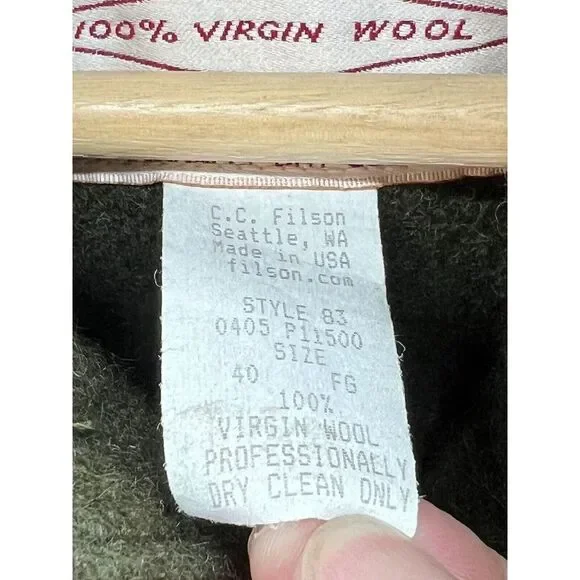 100% VIRGIN WOOL
C.C. Filson
Seattle, WA
Made in USA
filson.com
STYLE 83
0405 P11500
SIZE
40 FG
100%
VIRGIN WOOL
PROFESSIONALLY
DRY CLEAN ONLY